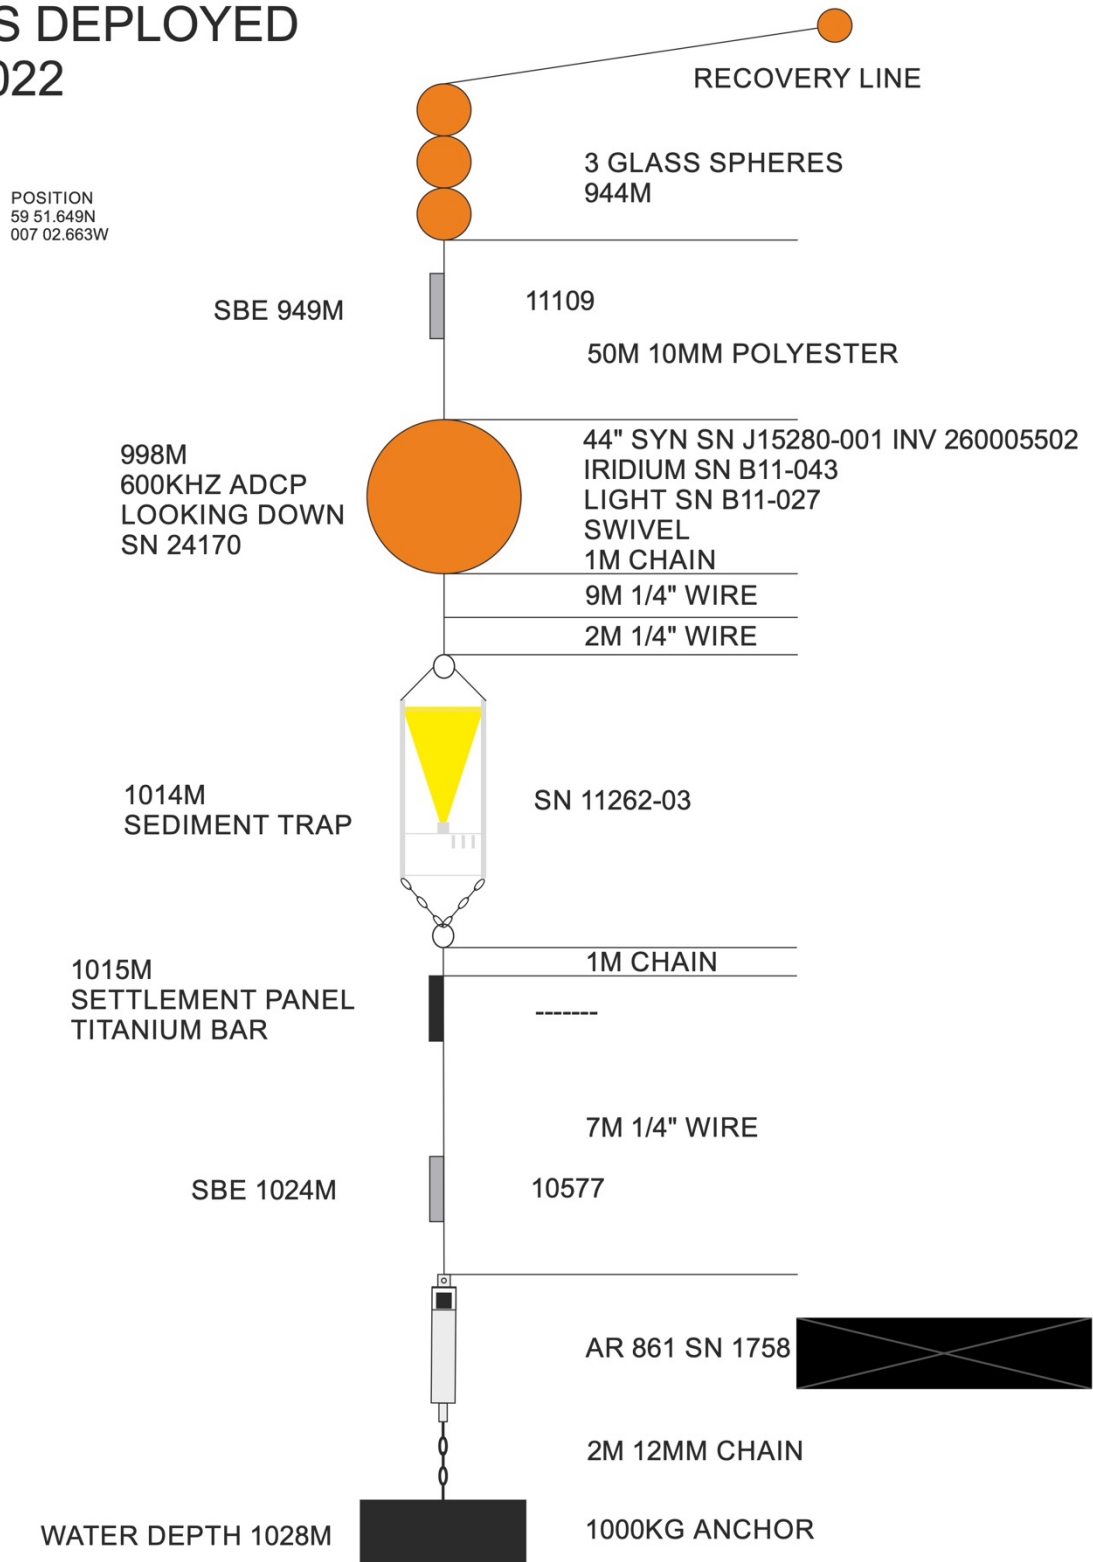 S DEPLOYED
022
RECOVERY LINE
3 GLASS SPHERES
944M
POSITION
59 51.649N
007 02.663W
SBE 949M
11109
50M 10MM POLYESTER
998M
600KHZ ADCP
LOOKING DOWN
SN 24170
44" SYN SN J15280-001 INV 260005502
IRIDIUM SN B11-043
LIGHT SN B11-027
SWIVEL
1M CHAIN
9M 1/4" WIRE
2M 1/4" WIRE
1014M
SEDIMENT TRAP
SN 11262-03
1M CHAIN
1015M
SETTLEMENT PANEL
TITANIUM BAR
-------
7M 1/4" WIRE
SBE 1024M
10577
AR 861 SN 1758
2M 12MM CHAIN
WATER DEPTH 1028M
1000KG ANCHOR